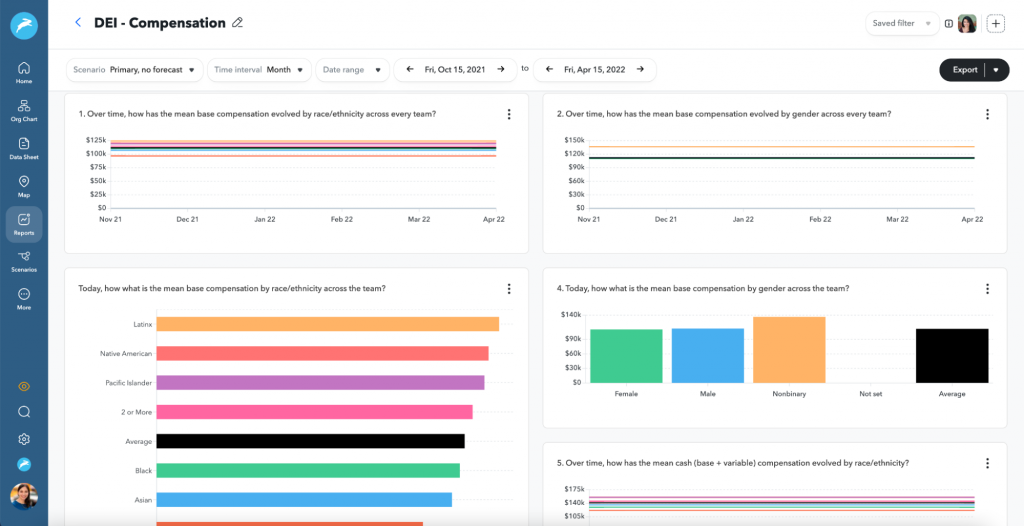 DEI - Compensation
Saved filter
Home
Org Chart
Data Sheet
Map
Reports
Scenarios
More
Scenario Primary, no forecast
Time interval Month
Date range
Fri, Oct 15, 2021
to
Fri, Apr 15, 2022
Export
1. Over time, how has the mean base compensation evolved by race/ethnicity across every team?
$125k
$100k
$75k
$50k
$25k
$0
Nov 21 Dec 21 Jan 22 Feb 22 Mar 22 Apr 22
2. Over time, how has the mean base compensation evolved by gender across every team?
$150k
$120k
$90k
$60k
$30k
$0
Nov 21 Dec 21 Jan 22 Feb 22 Mar 22 Apr 22
Today, how what is the mean base compensation by race/ethnicity across the team?
Latinx
Native American
Pacific Islander
2 or More
Average
Black
Asian
4. Today, how what is the mean base compensation by gender across the team?
$140k
$90k
$60k
$30k
$0
Female Male Nonbinary Not set Average
5. Over time, how has the mean cash (base + variable) compensation evolved by race/ethnicity?
$175k
$140k
$105k